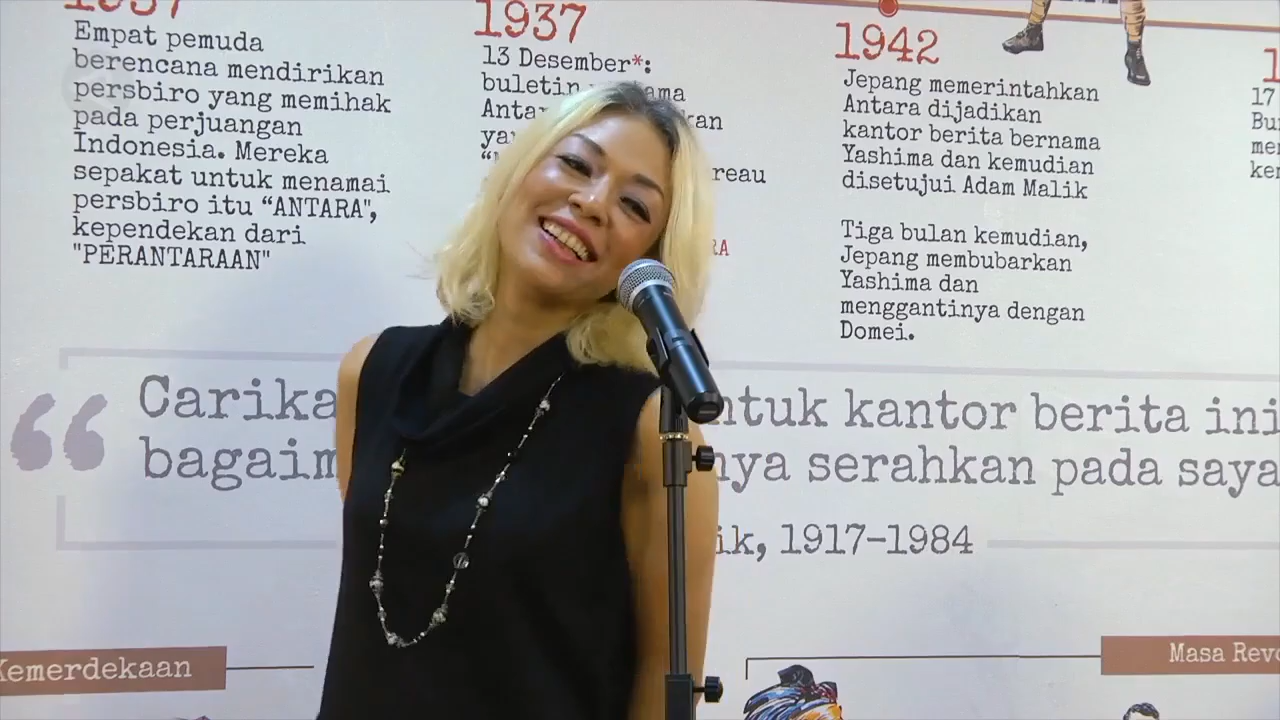 1937
Empat pemuda
berencana mendirikan
persbiro yang memihak
pada perjuangan
Indonesia. Mereka
sepakat untuk menamai
persbiro itu “ANTARA",
kependekan dari
"PERANTARAAN"
1937
13 Desember*:
buletin
Antar
reau
RA
1942
Jepang memerintahkan
Antara dijadikan
kantor berita bernama
Yashima dan kemudian
disetujui Adam Malik
Tiga bulan kemudian,
Jepang membubarkan
Yashima dan
menggantinya dengan
Domei.
17
“
Carika ntuk kantor berita ini
bagaim nya serahkan pada saya
ik, 1917–1984
Kemerdekaan
Masa Revo